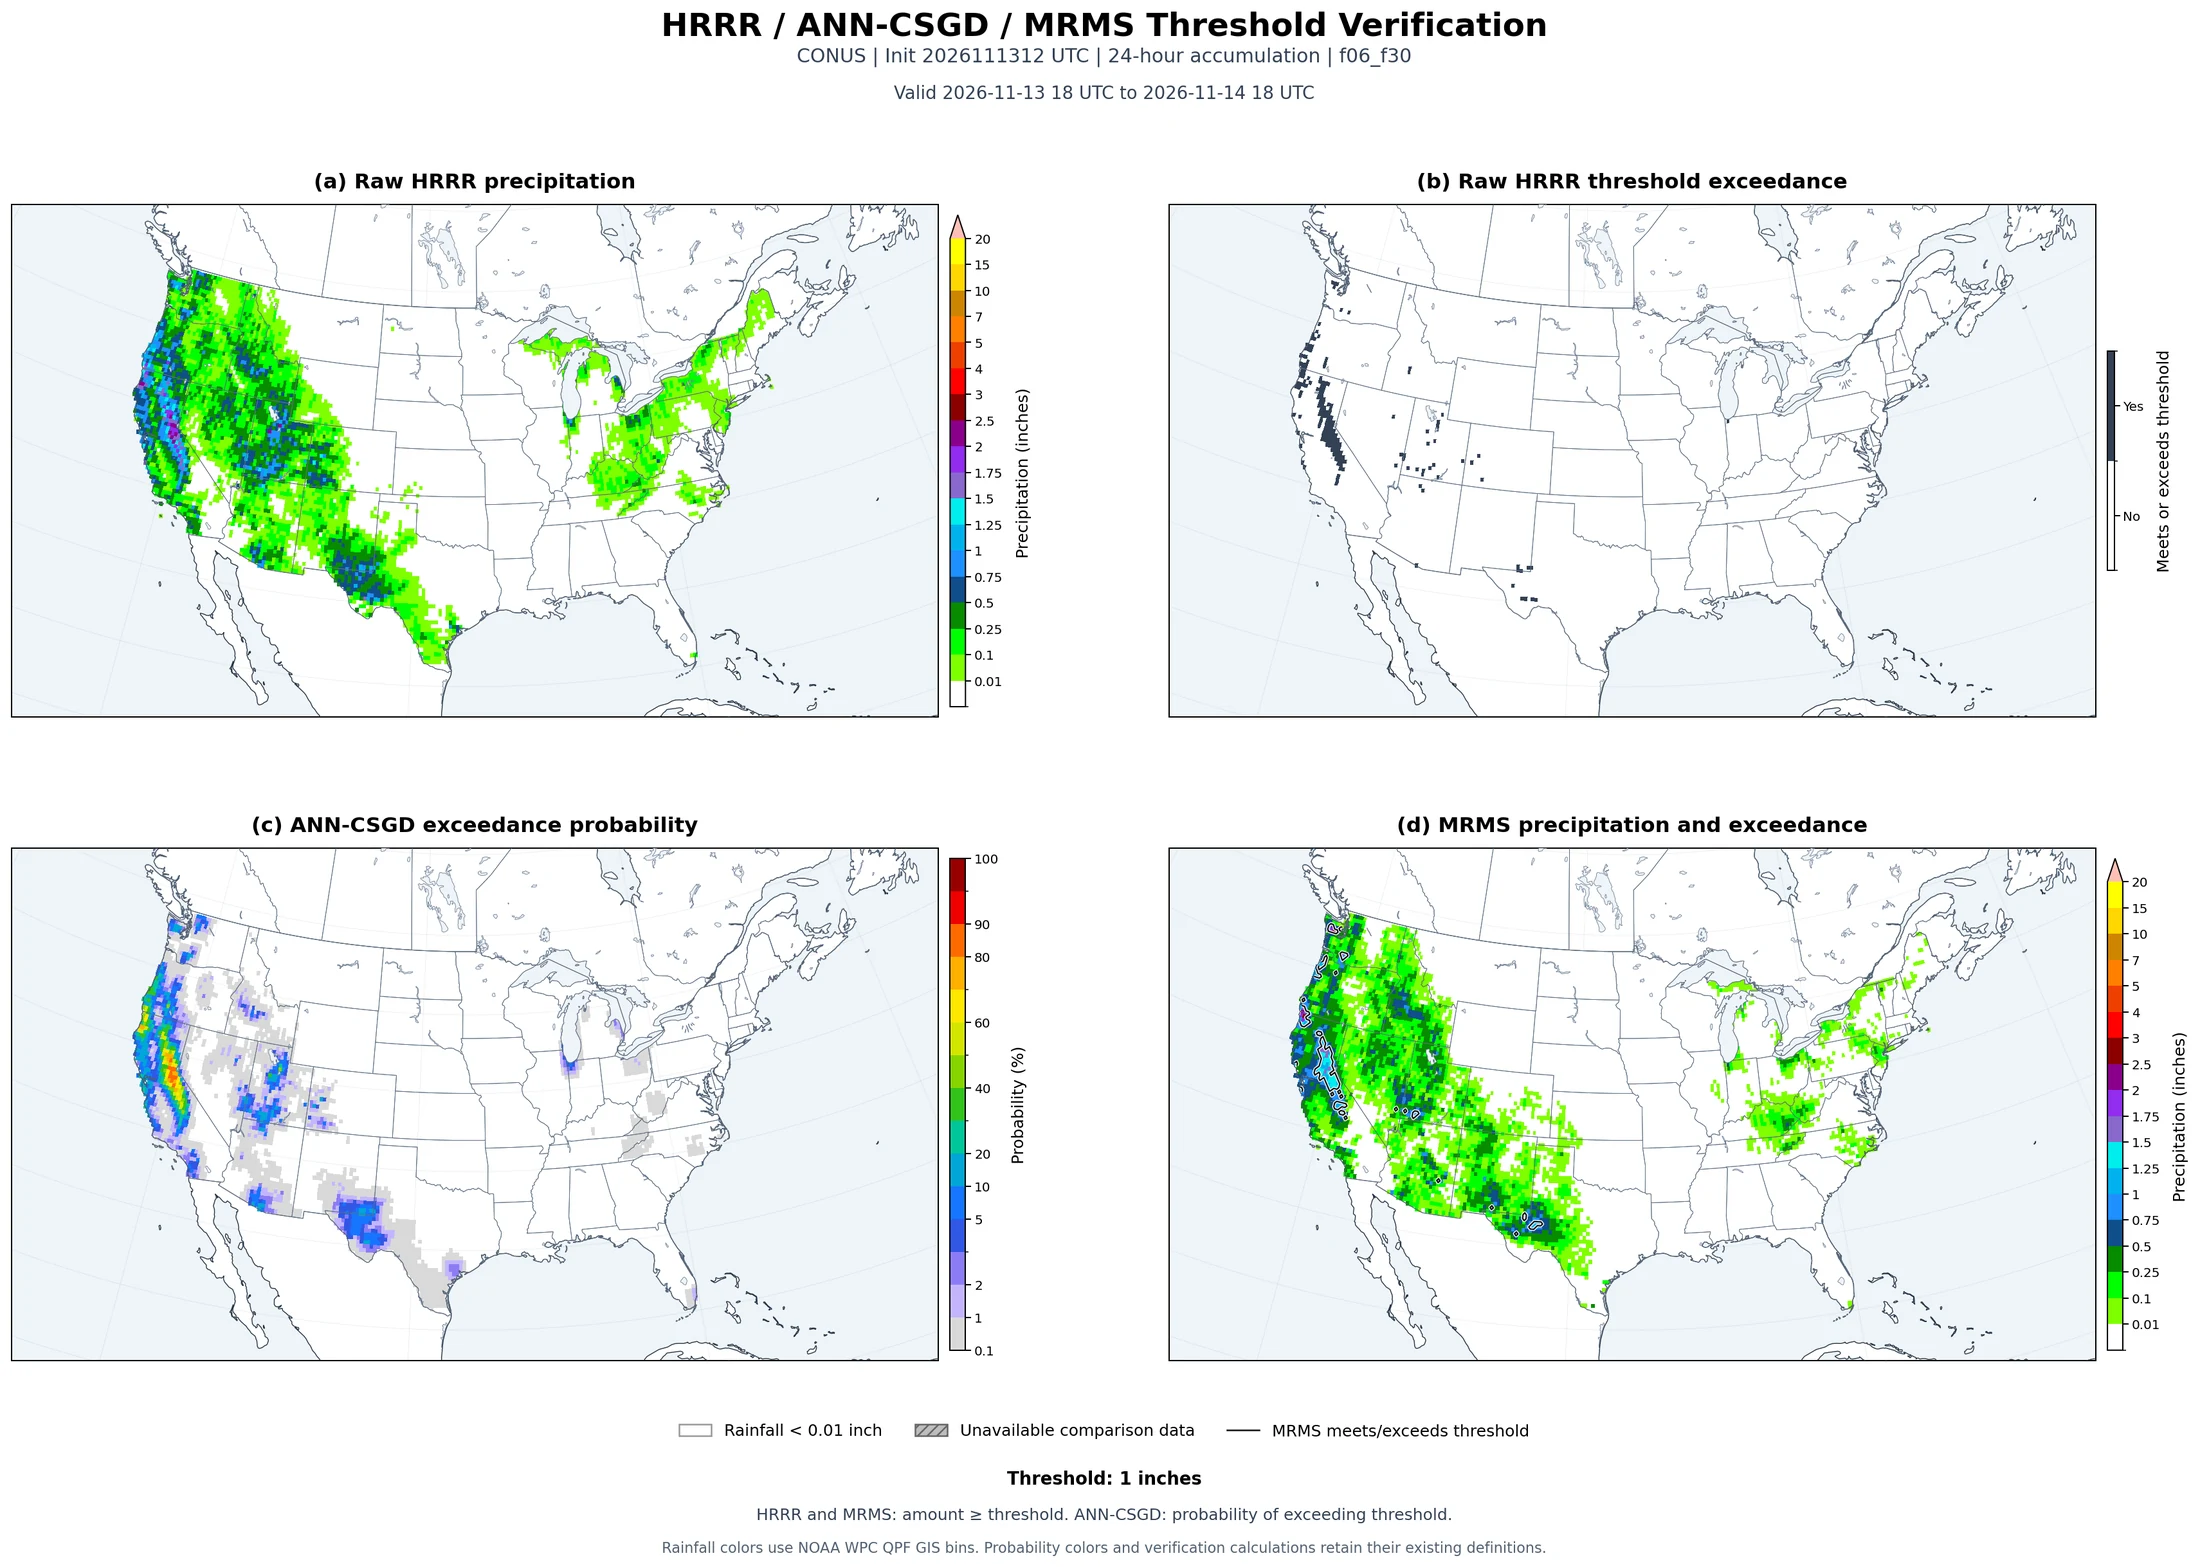 HRRR / ANN-CSGD / MRMS Threshold Verification
CONUS | Init 2026111312 UTC | 24-hour accumulation | f06_f30
Valid 2026-11-13 18 UTC to 2026-11-14 18 UTC
(a) Raw HRRR precipitation
20
15
10
7
5
4
3
2.5
2
1.75
1.5
1.25
1
0.75
0.5
0.25
0.1
0.01
Precipitation (inches)
(b) Raw HRRR threshold exceedance
Yes
No
Meets or exceeds threshold
(c) ANN-CSGD exceedance probability
100
90
80
60
40
20
10
5
2
1
0.1
Probability (%)
(d) MRMS precipitation and exceedance
20
15
10
7
5
4
3
2.5
2
1.75
1.5
1.25
1
0.75
0.5
0.25
0.1
0.01
Precipitation (inches)
Rainfall < 0.01 inch
Unavailable comparison data
MRMS meets/exceeds threshold
Threshold: 1 inches
HRRR and MRMS: amount ≥ threshold. ANN-CSGD: probability of exceeding threshold.
Rainfall colors use NOAA WPC QPF GIS bins. Probability colors and verification calculations retain their existing definitions.